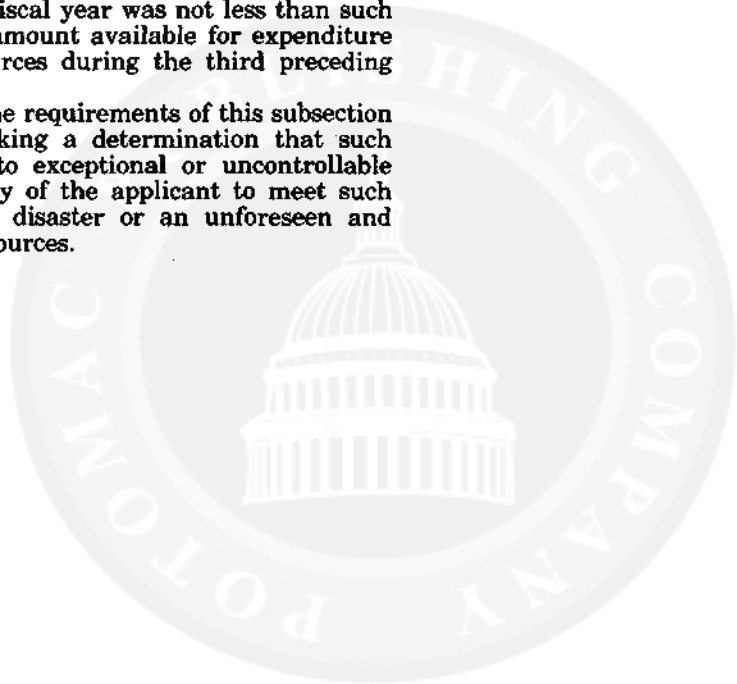 iscal year was not less than such
amount available for expenditure
rces during the third preceding
e requirements of this subsection
king a determination that such
to exceptional or uncontrollable
y of the applicant to meet such
disaster or an unforeseen and
ources.
POTOMAC PUBLISHING COMPANY